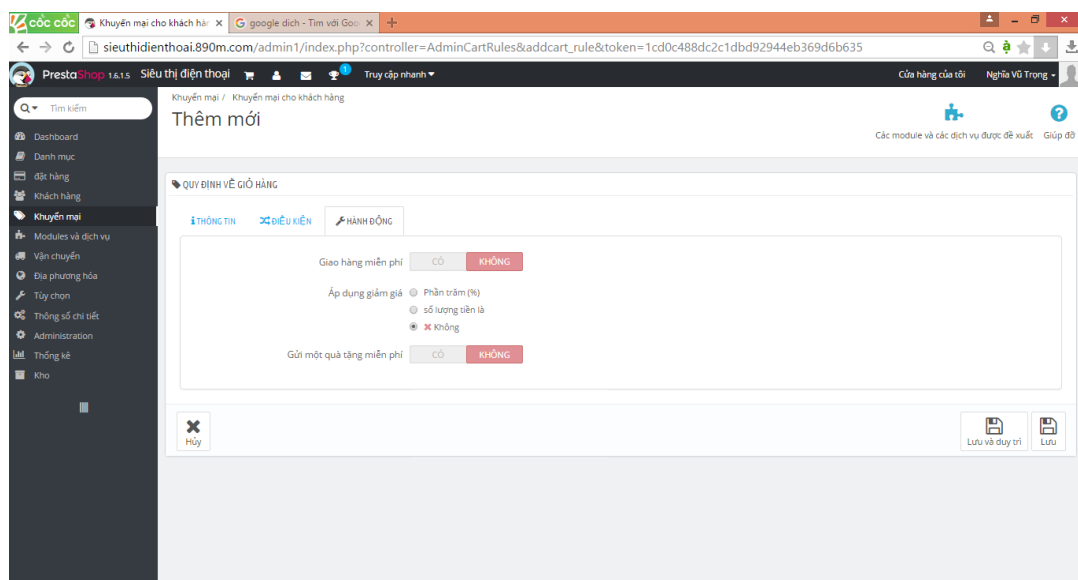 cốc cốc Khuyến mại cho khách hàr × G google dich - Tìm với Goo ×
sieuthidienthoai.890m.com/admin1/index.php?controller=AdminCartRules&addcart_rule&token=1cd0c488dc2c1dbd92944eb369d6b635
PrestaShop 1.6.1.5 Siêu thị điện thoại 1 Truy cập nhanh Cửa hàng của tôi Nghĩa Vũ Trọng
Khuyến mại / Khuyến mại cho khách hàng
Thêm mới
Các module và các dịch vụ được đề xuất Giúp đỡ
Tìm kiếm
Dashboard
Danh mục
đặt hàng
Khách hàng
Khuyến mại
Modules và dịch vụ
Vận chuyển
Địa phương hóa
Tùy chọn
Thông số chi tiết
Administration
Thống kê
Kho
QUY ĐỊNH VỀ GIỎ HÀNG
THÔNG TIN ĐIỀU KIỆN HÀNH ĐỘNG
Giao hàng miễn phí CÓ KHÔNG
Áp dụng giảm giá Phần trăm (%)
số lượng tiền là
Không
Gửi một quà tặng miễn phí CÓ KHÔNG
Hủy Lưu và duy trì Lưu